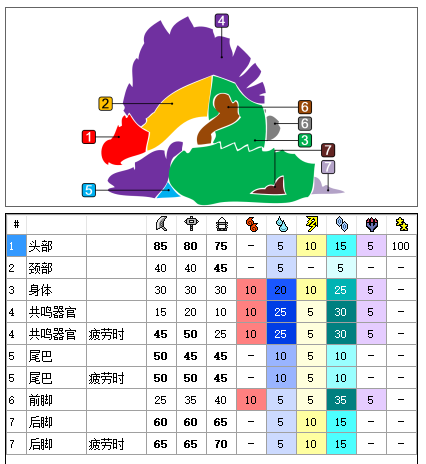 4
2
6
1
6
3
7
5
7
#
1 头部 85 80 75 − 5 10 15 5 100
2 颈部 40 40 45 − 5 − 5 − −
3 身体 30 30 30 10 20 10 25 5 −
4 共鸣器官 15 20 10 10 25 5 30 5 −
4 共鸣器官 疲劳时 45 50 25 10 25 5 30 5 −
5 尾巴 50 45 45 − 10 5 10 − −
5 尾巴 疲劳时 50 50 45 − 10 5 10 − −
6 前脚 25 35 40 10 5 5 35 5 −
7 后脚 60 60 65 − 5 10 15 − −
7 后脚 疲劳时 65 65 70 − 5 10 15 − −